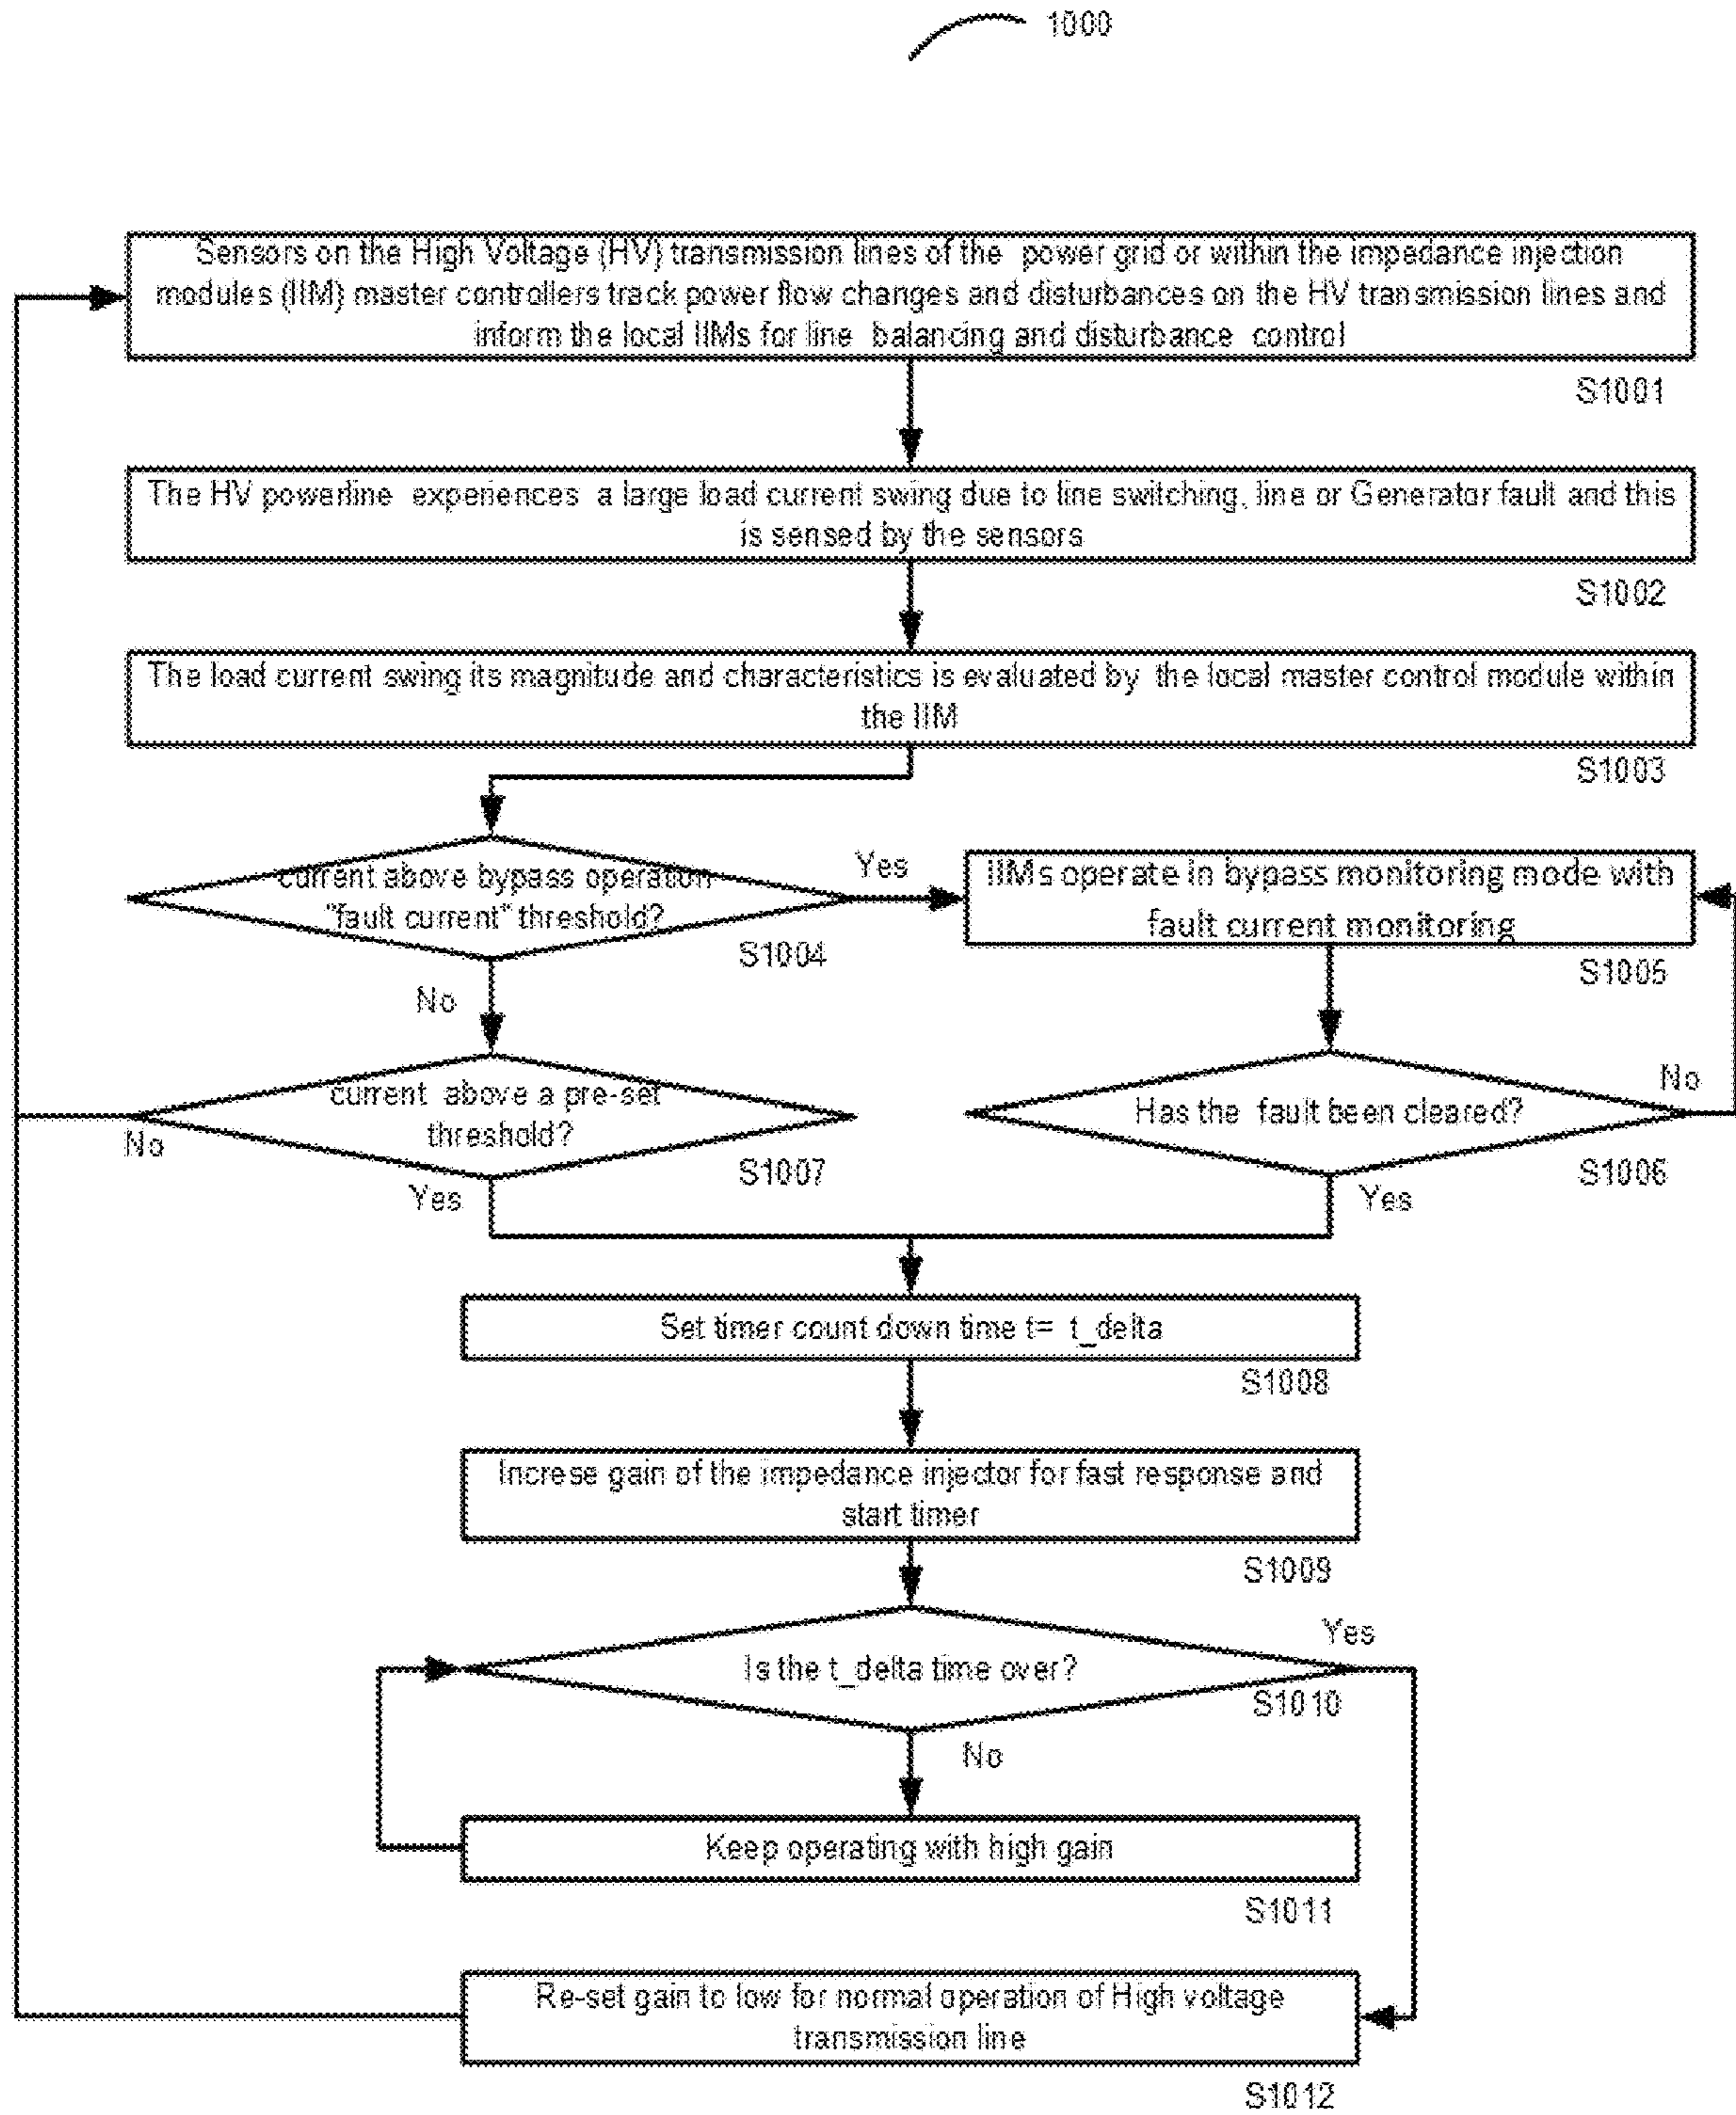 1000
Sensors on the High Voltage (HV) transmission lines of the power grid or within the impedance injection
modules (IIM) master controllers track power flow changes and disturbances on the HV transmission lines and
inform the local IIMs for line balancing and disturbance control
S1001
The HV powerline experiences a large load current swing due to line switching, line or Generator fault and this
is sensed by the sensors
S1002
The load current swing its magnitude and characteristics is evaluated by the local master control module within
the IIM
S1003
current above bypass operation
"fault current" threshold?
S1004
Yes
No
IIMs operate in bypass monitoring mode with
fault current monitoring
S1005
Has the fault been cleared?
No
S1006
Yes
current above a pre-set
threshold?
No
S1007
Yes
Set timer count down time t= t_delta
S1008
Increse gain of the impedance injector for fast response and
start timer
S1009
Is the t_delta time over?
Yes
S1010
No
Keep operating with high gain
S1011
Re-set gain to low for normal operation of High voltage
transmission line
S1012